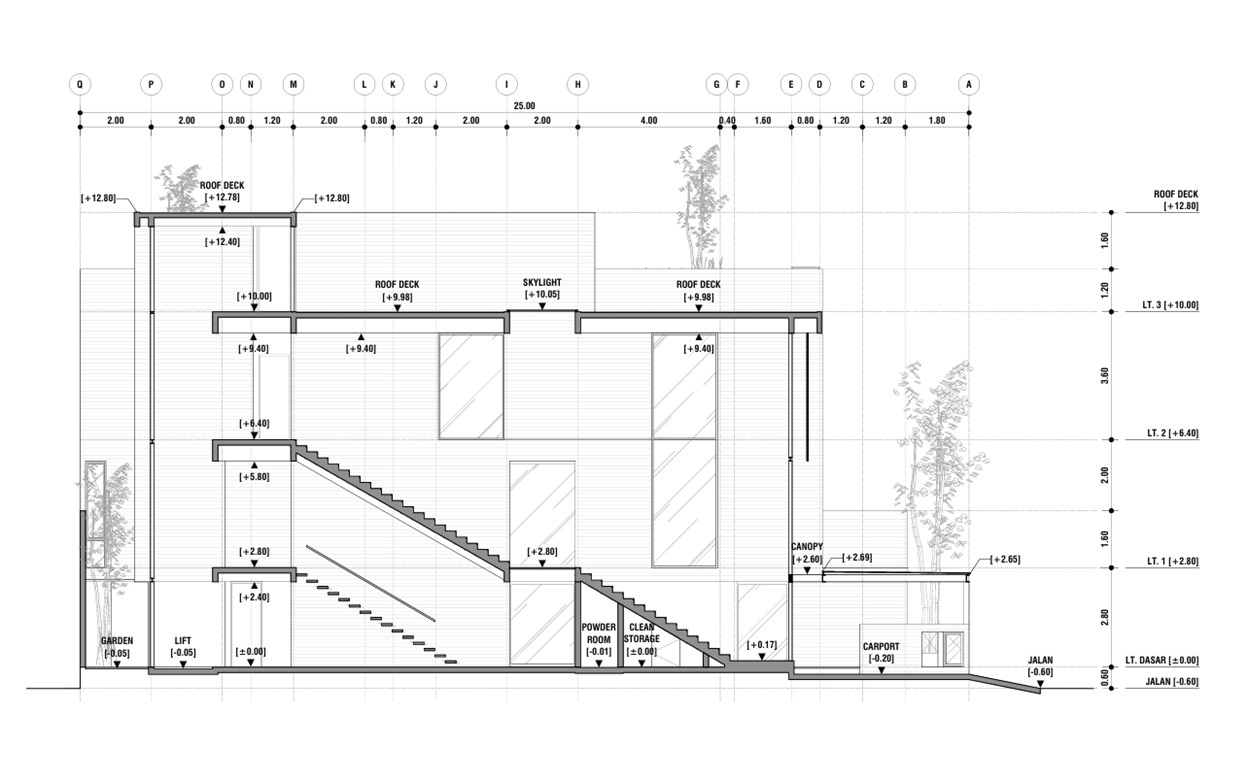 Q P O N M L K J I H G F E D C B A
25.00
2.00 2.00 0.80 1.20 2.00 0.80 1.20 2.00 2.00 4.00 0.40 1.60 0.80 1.20 1.20 1.80
ROOF DECK
[+12.78]
[+12.80]
[+12.80]
[+12.40]
ROOF DECK
[+12.80]
1.60
1.20
[+10.00]
ROOF DECK
[+9.98]
SKYLIGHT
[+10.05]
ROOF DECK
[+9.98]
LT. 3 [+10.00]
[+9.40]
[+9.40]
[+9.40]
3.60
[+6.40]
LT. 2 [+6.40]
[+5.80]
2.00
1.60
[+2.80]
[+2.80]
CANOPY
[+2.60]
[+2.69]
[+2.65]
LT. 1 [+2.80]
[+2.40]
2.80
GARDEN
[-0.05]
LIFT
[-0.05]
[±0.00]
POWDER
ROOM
[-0.01]
CLEAN
STORAGE
[±0.00]
[+0.17]
CARPORT
[-0.20]
JALAN
[-0.60]
LT. DASAR [±0.00]
0.60
JALAN [-0.60]